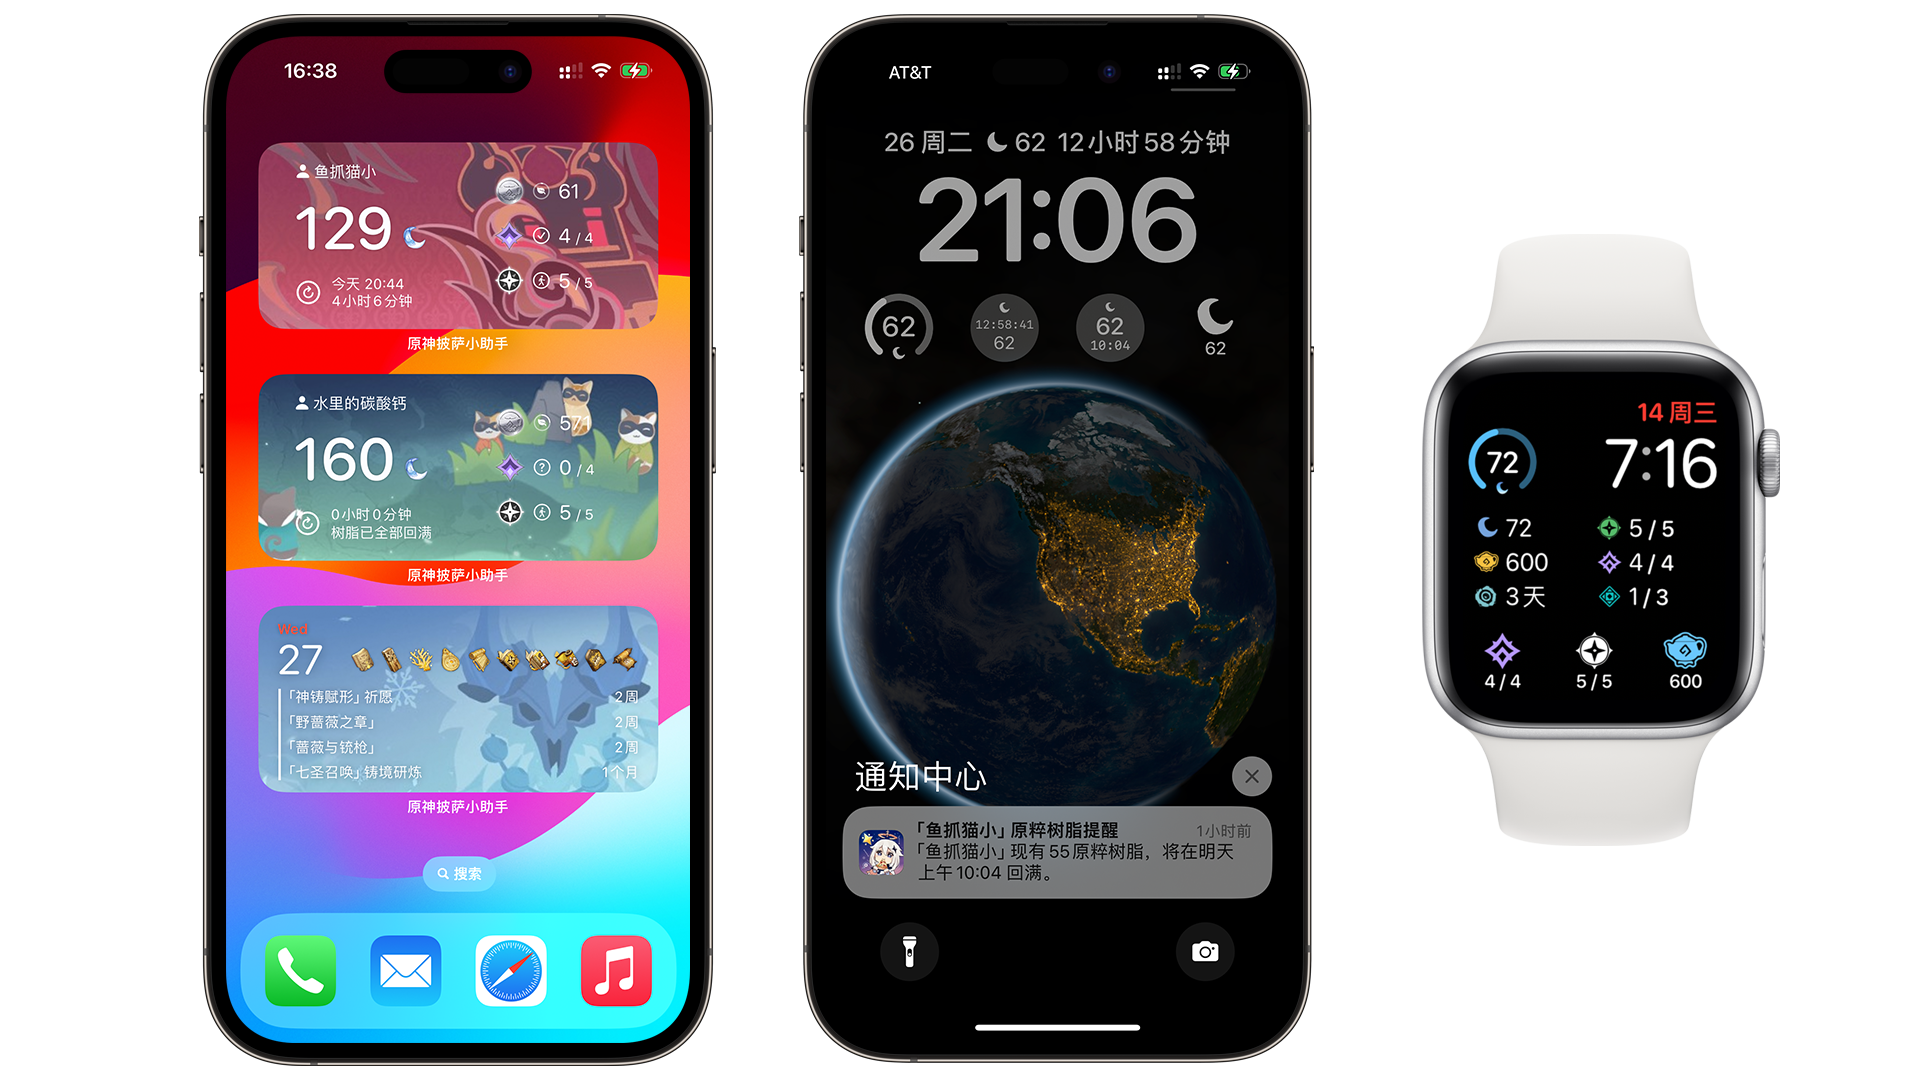 16:38
鱼抓猫小
129
61
4 / 4
5 / 5
今天 20:44
4小时6分钟
原神披萨小助手
水里的碳酸钙
160
571
0 / 4
5 / 5
0小时0分钟
树脂已全部回满
原神披萨小助手
Wed
27
「神铸赋形」祈愿 2周
「野蔷薇之章」 2周
「蔷薇与铳枪」 2周
「七圣召唤」铸境研炼 1个月
原神披萨小助手
搜索
AT&T
26 周二 62 12小时58分钟
21:06
62
12:58:41
62
62
10:04
62
通知中心
「鱼抓猫小」原粹树脂提醒 1小时前
「鱼抓猫小」现有55原粹树脂，将在明天
上午10:04 回满。
14 周三
72
7:16
72 5 / 5
600 4 / 4
3天 1 / 3
4 / 4 5 / 5 600